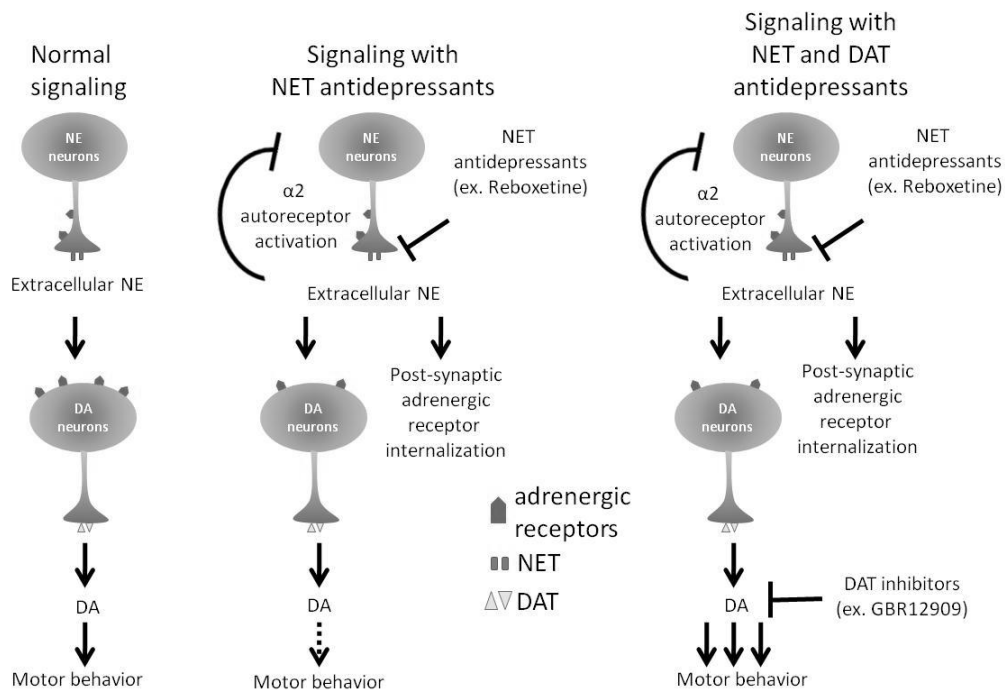 Normal
signaling
NE
neurons
Extracellular NE
DA
neurons
DA
Motor behavior
Signaling with
NET antidepressants
NE
neurons
NET
antidepressants
(ex. Reboxetine)
α2
autoreceptor
activation
Extracellular NE
Post-synaptic
adrenergic
receptor
internalization
DA
neurons
DA
Motor behavior
adrenergic
receptors
NET
DAT
Signaling with
NET and DAT
antidepressants
NE
neurons
NET
antidepressants
(ex. Reboxetine)
α2
autoreceptor
activation
Extracellular NE
Post-synaptic
adrenergic
receptor
internalization
DA
neurons
DA
DAT inhibitors
(ex. GBR12909)
Motor behavior